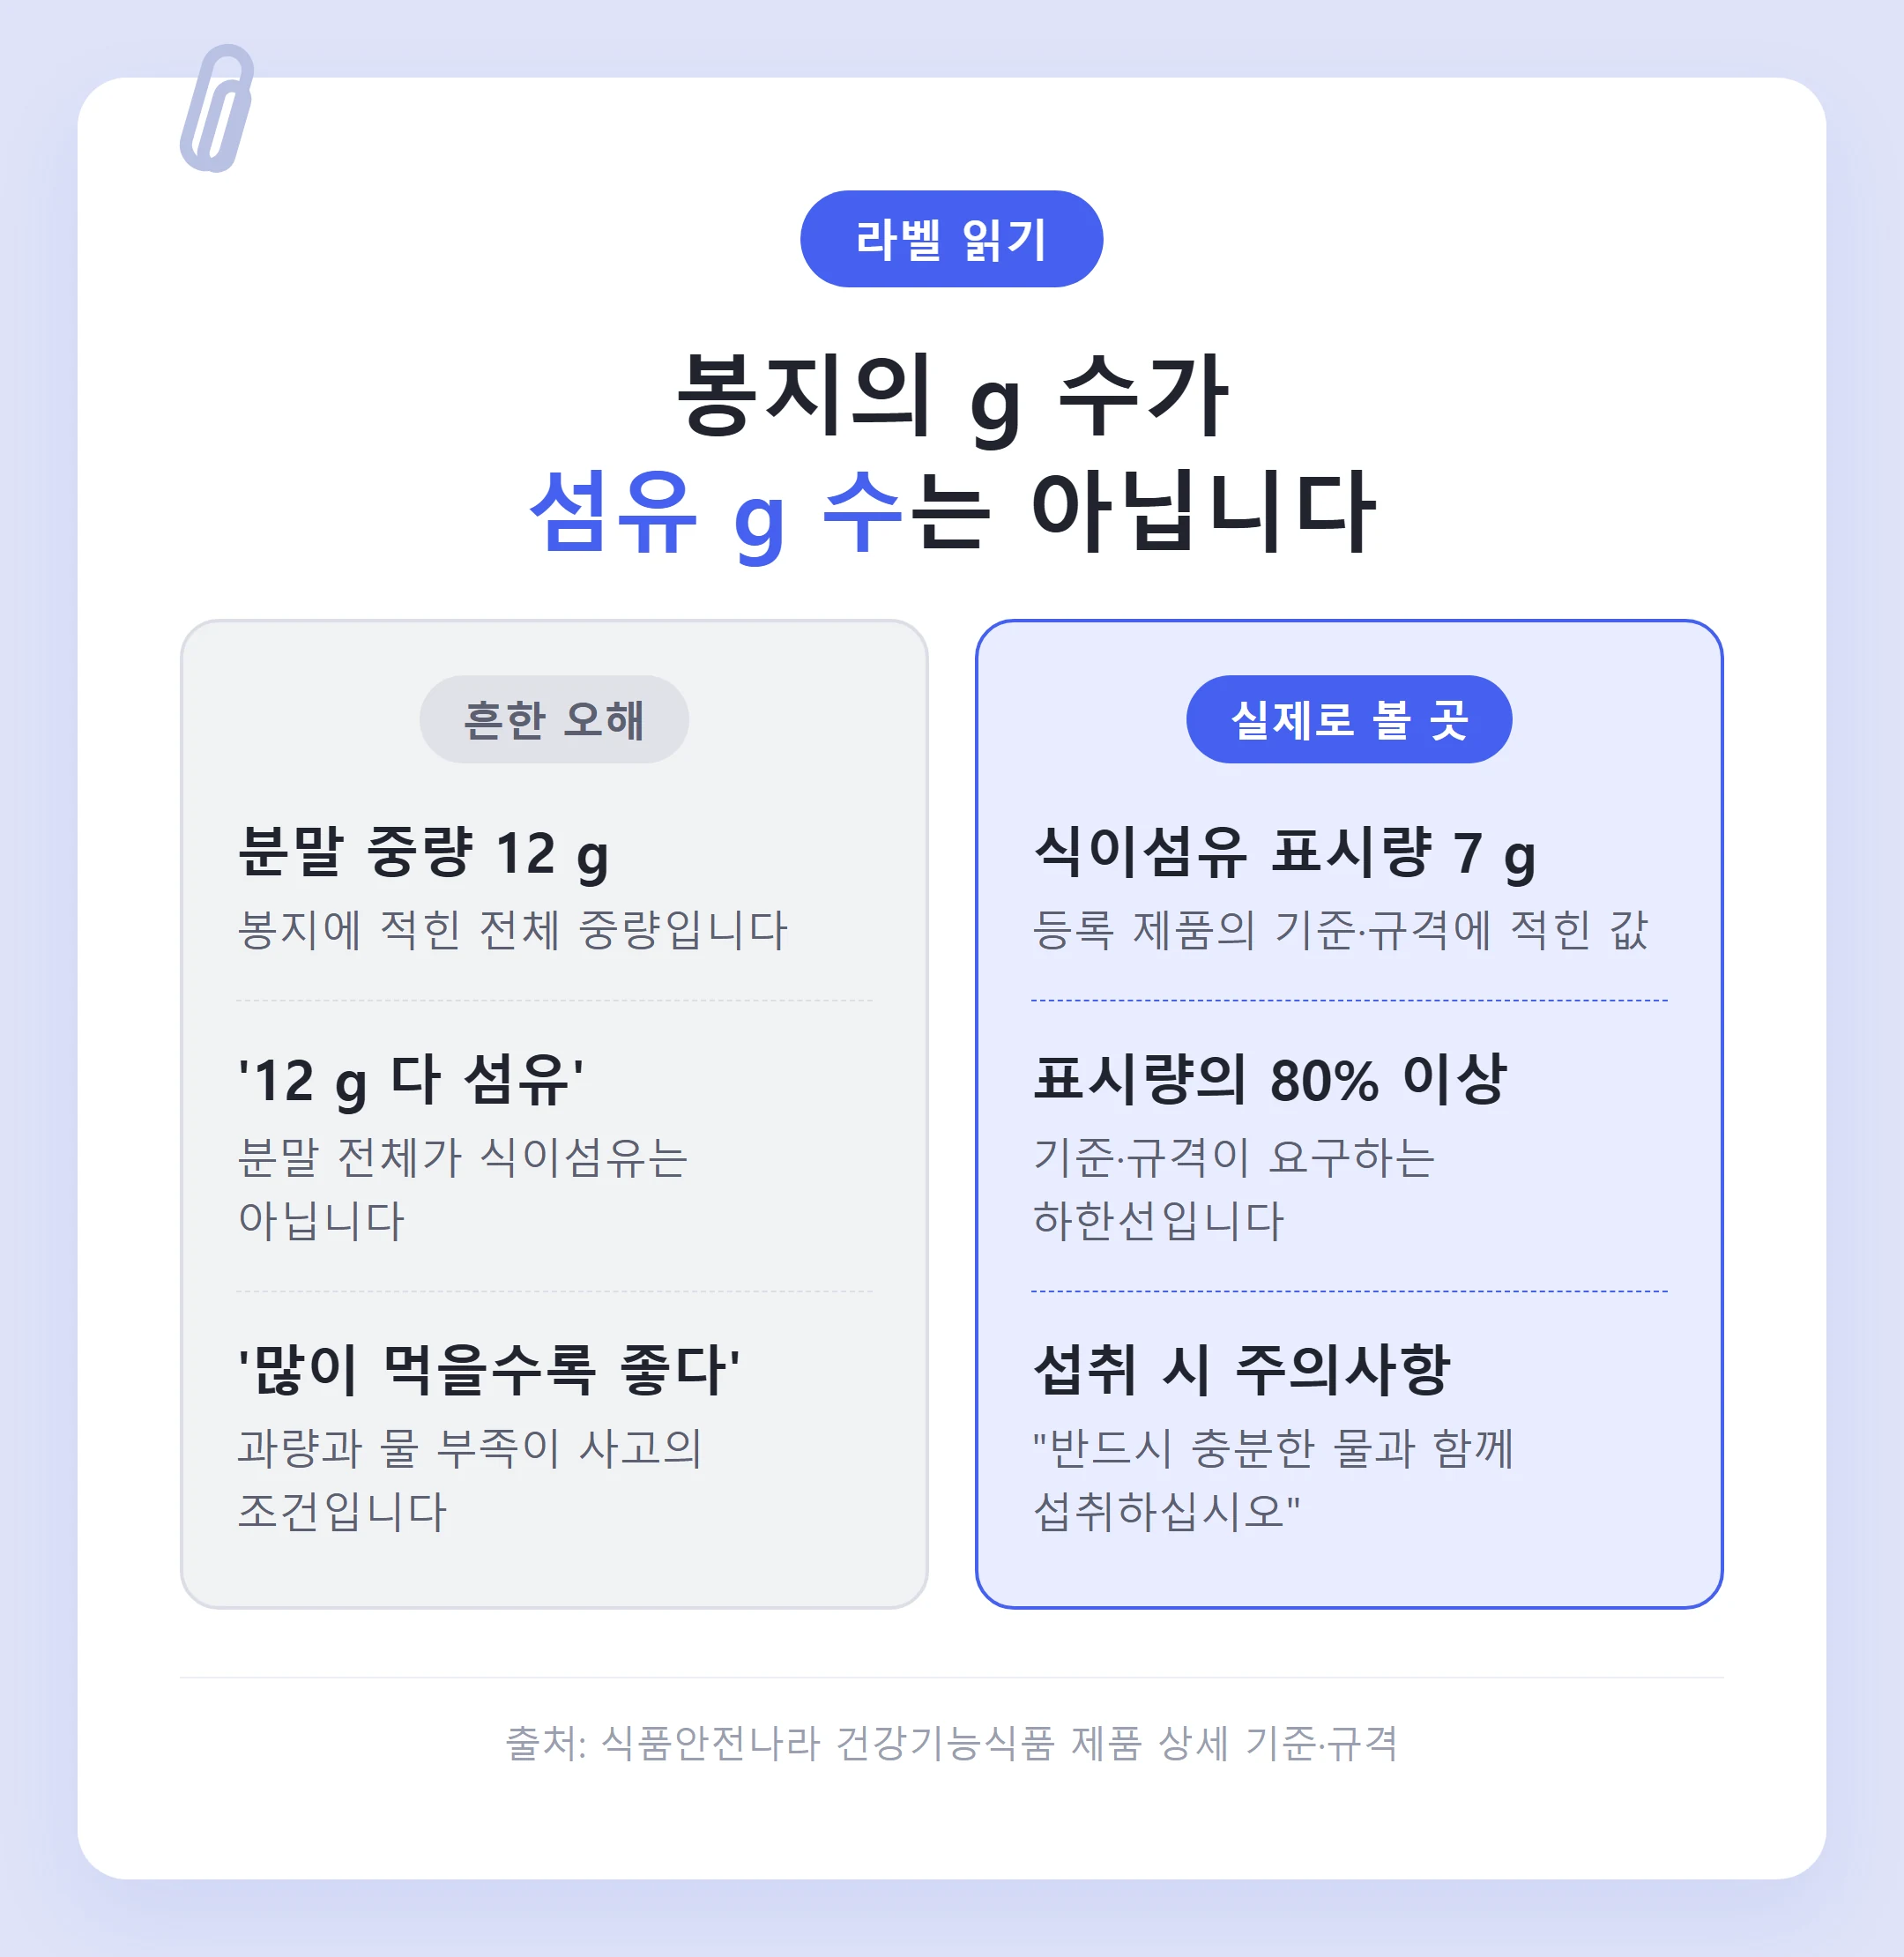 라벨 읽기
봉지의 g 수가
섬유 g 수는 아닙니다
흔한 오해
분말 중량 12 g
봉지에 적힌 전체 중량입니다
'12 g 다 섬유'
분말 전체가 식이섬유는
아닙니다
'많이 먹을수록 좋다'
과량과 물 부족이 사고의
조건입니다
실제로 볼 곳
식이섬유 표시량 7 g
등록 제품의 기준·규격에 적힌 값
표시량의 80% 이상
기준·규격이 요구하는
하한선입니다
섭취 시 주의사항
"반드시 충분한 물과 함께
섭취하십시오"
출처: 식품안전나라 건강기능식품 제품 상세 기준·규격